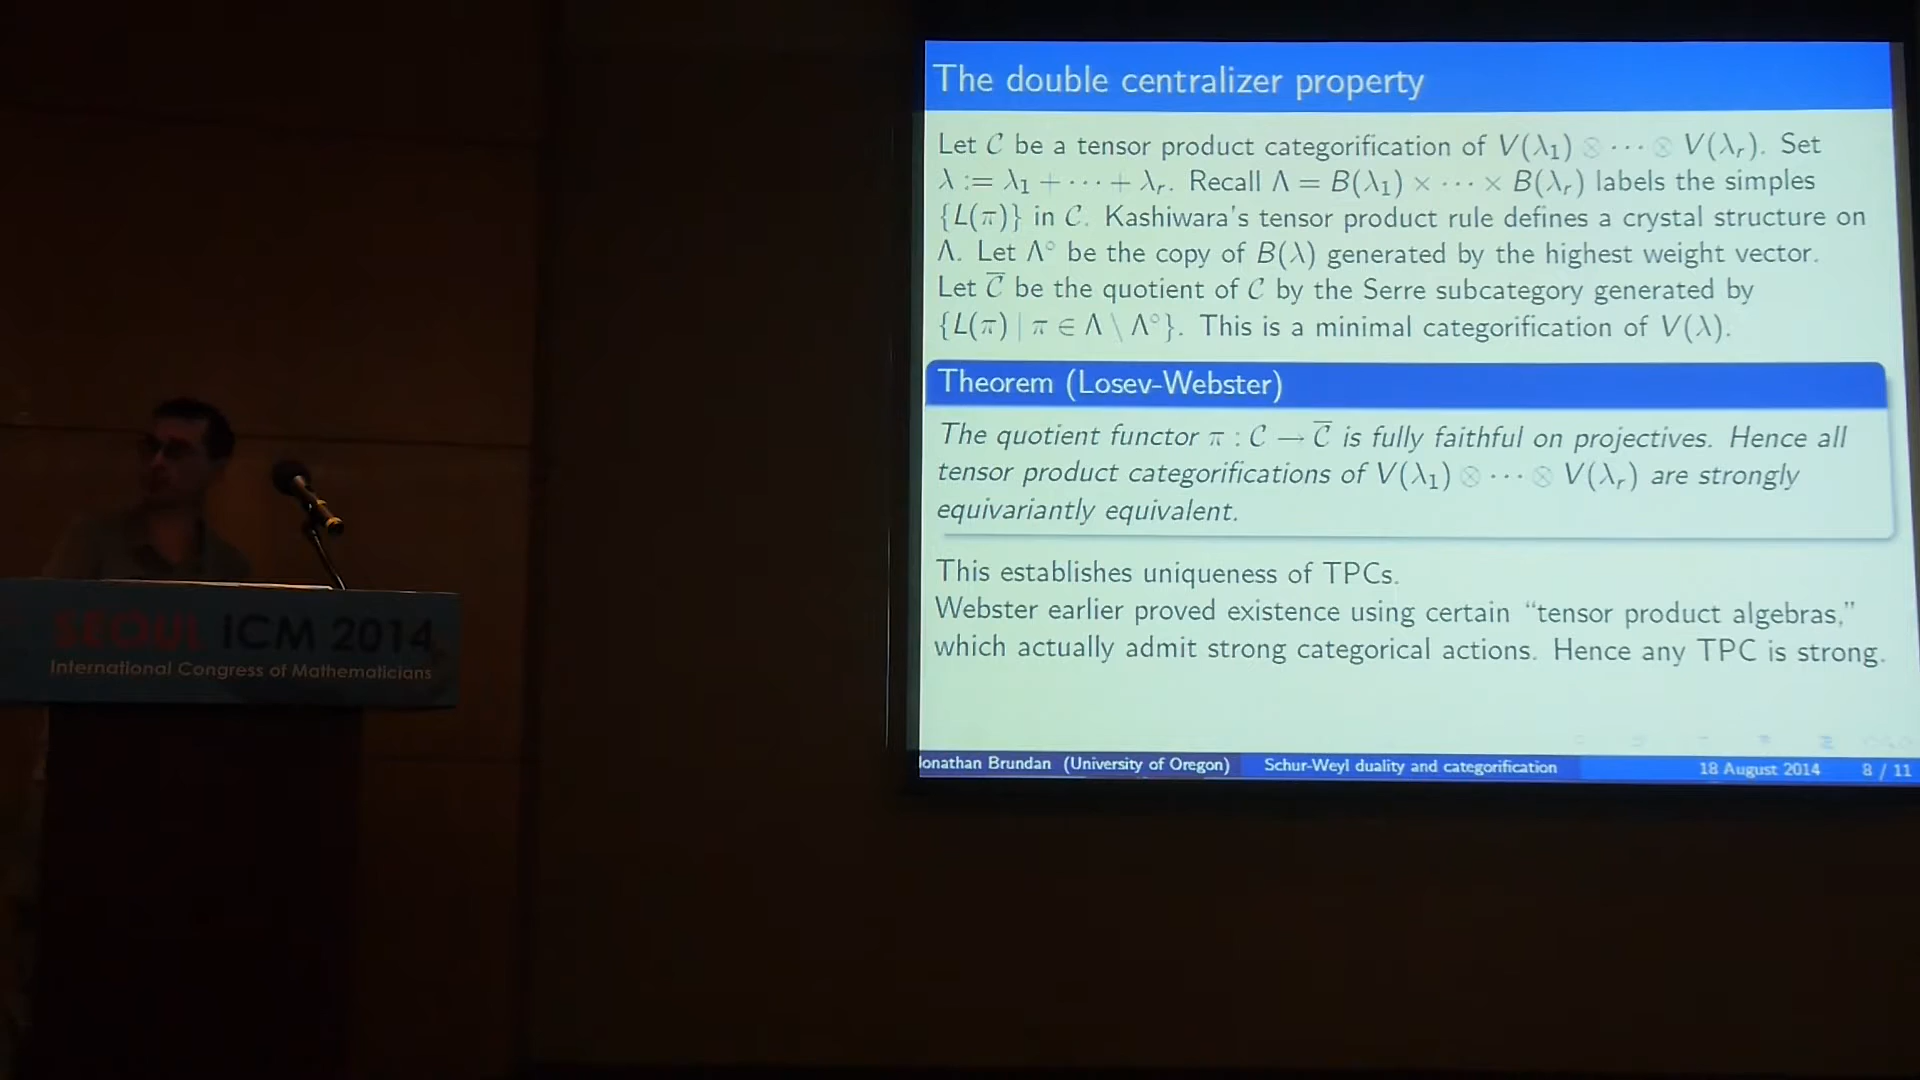 The double centralizer property
Let 𝒞 be a tensor product categorification of V(λ₁) ⊗ ··· ⊗ V(λᵣ). Set
λ := λ₁ + ··· + λᵣ. Recall Λ = B(λ₁) × ··· × B(λᵣ) labels the simples
{L(π)} in 𝒞. Kashiwara's tensor product rule defines a crystal structure on
Λ. Let Λ° be the copy of B(λ) generated by the highest weight vector.
Let 𝒞̅ be the quotient of 𝒞 by the Serre subcategory generated by
{L(π) | π ∈ Λ \ Λ°}. This is a minimal categorification of V(λ).
Theorem (Losev-Webster)
The quotient functor π : 𝒞 → 𝒞̅ is fully faithful on projectives. Hence all
tensor product categorifications of V(λ₁) ⊗ ··· ⊗ V(λᵣ) are strongly
equivariantly equivalent.
This establishes uniqueness of TPCs.
Webster earlier proved existence using certain “tensor product algebras,”
which actually admit strong categorical actions. Hence any TPC is strong.
Jonathan Brundan (University of Oregon) Schur-Weyl duality and categorification 18 August 2014 8 / 11
SEOUL ICM 2014
International Congress of Mathematicians